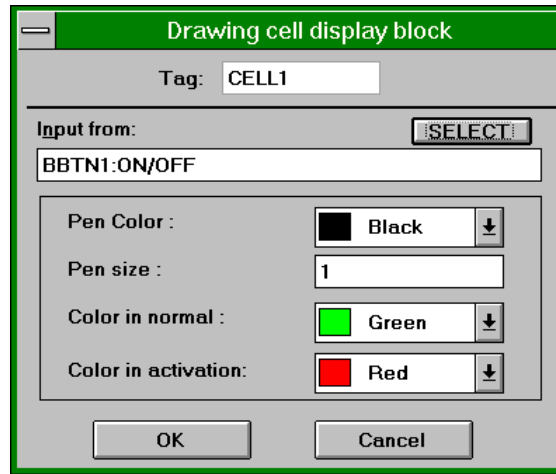 Drawing cell display block
Tag: CELL1
Input from: SELECT
BBTN1:ON/OFF
Pen Color : Black
Pen size : 1
Color in normal : Green
Color in activation: Red
OK Cancel